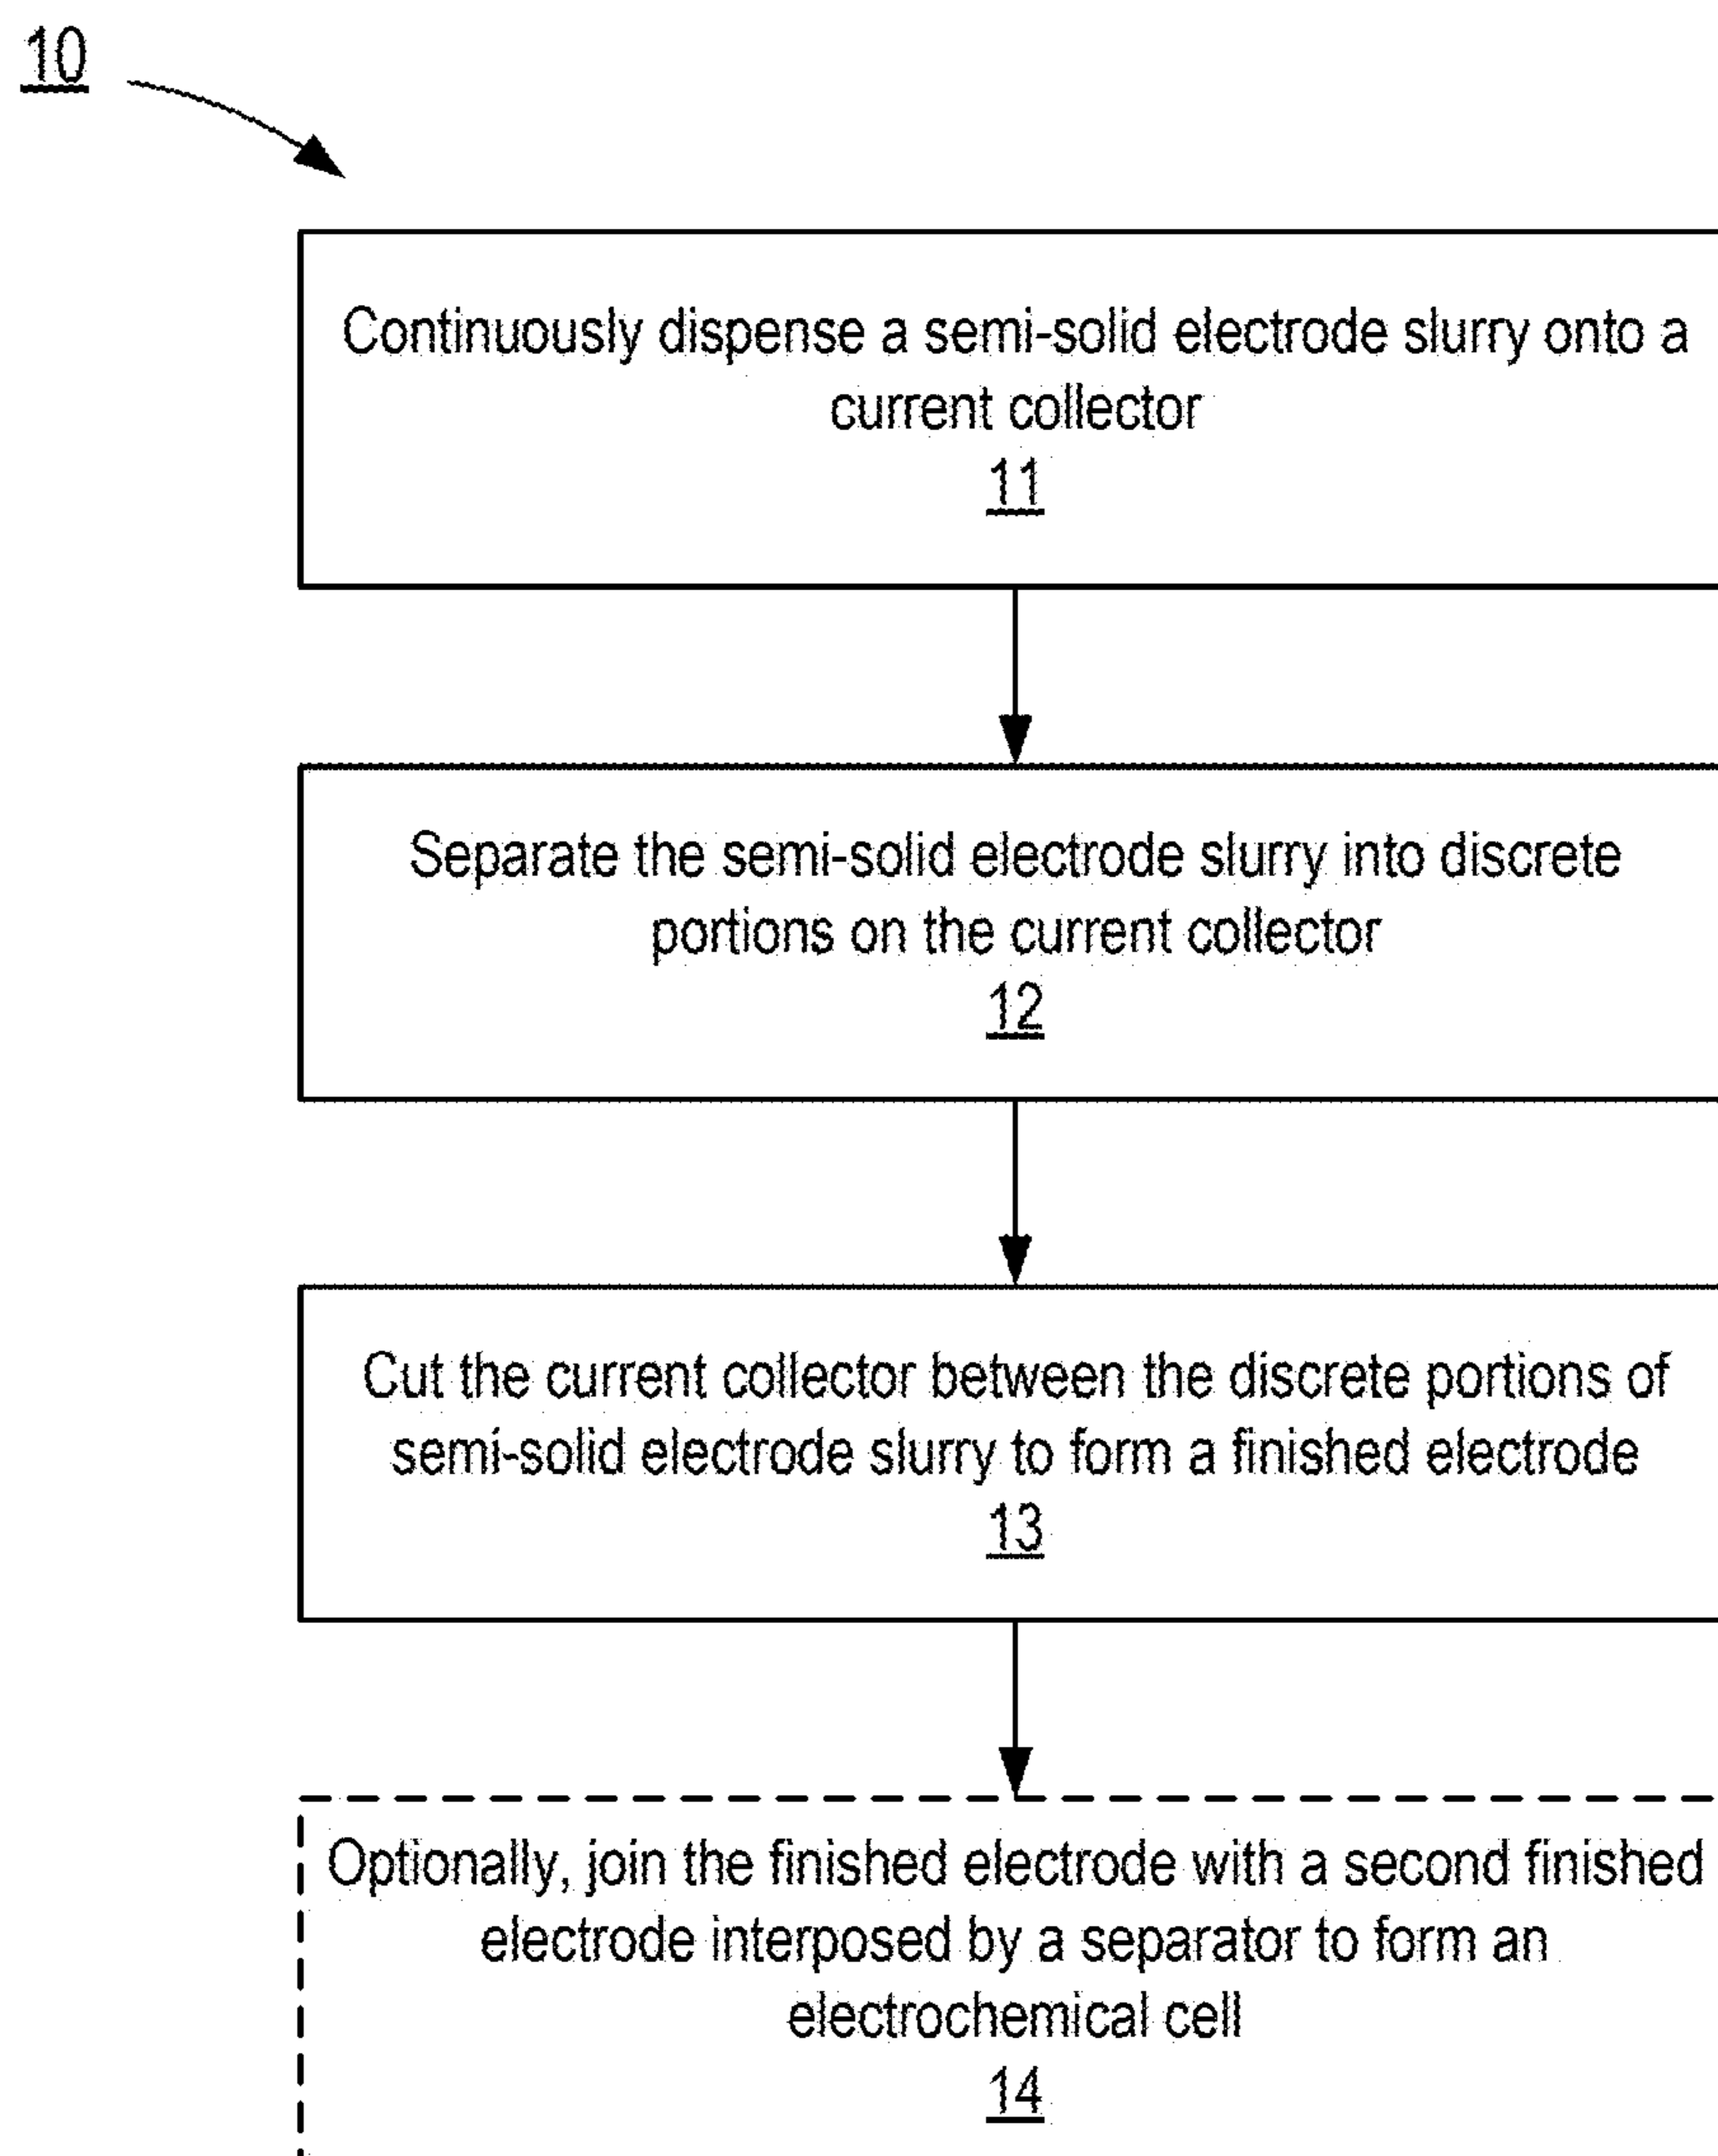 10
Continuously dispense a semi-solid electrode slurry onto a
current collector
11
Separate the semi-solid electrode slurry into discrete
portions on the current collector
12
Cut the current collector between the discrete portions of
semi-solid electrode slurry to form a finished electrode
13
Optionally, join the finished electrode with a second finished
electrode interposed by a separator to form an
electrochemical cell
14